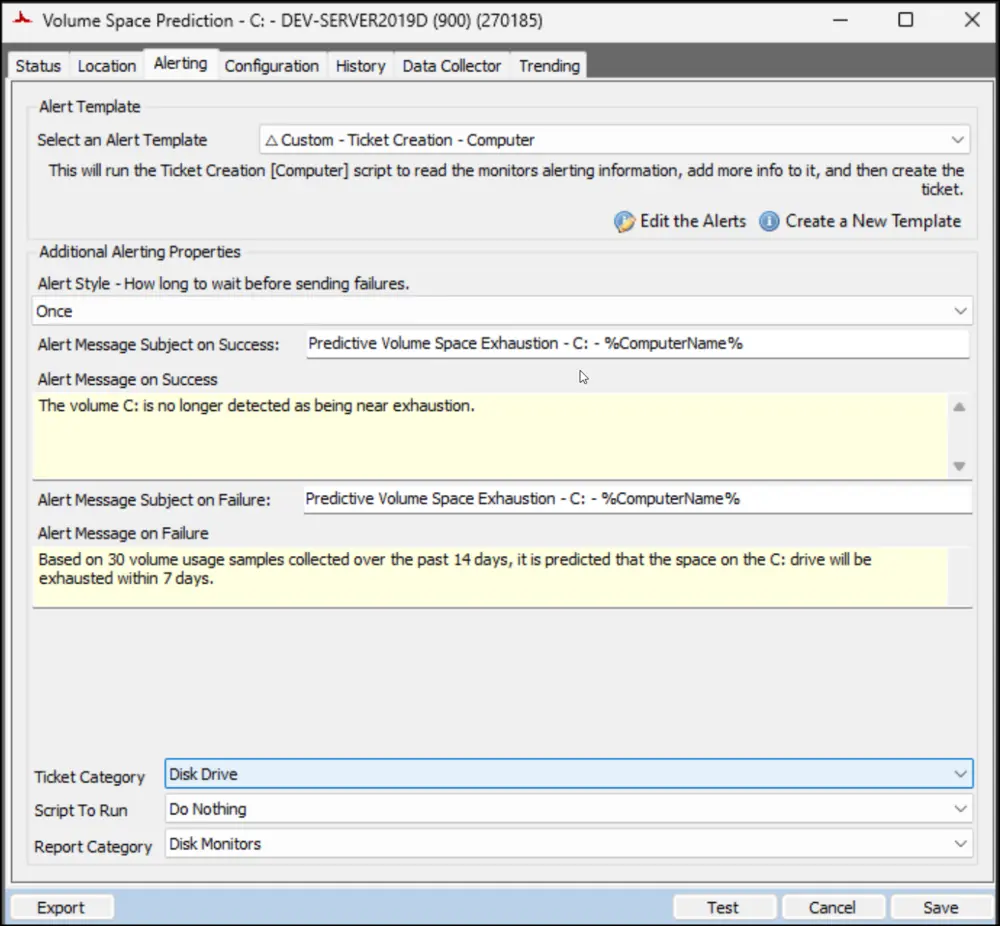 Volume Space Prediction - C: - DEV-SERVER2019D (900) (270185)
Status Location Alerting Configuration History Data Collector Trending
Alert Template
Select an Alert Template △ Custom - Ticket Creation - Computer
This will run the Ticket Creation [Computer] script to read the monitors alerting information, add more info to it, and then create the
ticket.
Edit the Alerts Create a New Template
Additional Alerting Properties
Alert Style - How long to wait before sending failures.
Once
Alert Message Subject on Success: Predictive Volume Space Exhaustion - C: - %ComputerName%
Alert Message on Success
The volume C: is no longer detected as being near exhaustion.
Alert Message Subject on Failure: Predictive Volume Space Exhaustion - C: - %ComputerName%
Alert Message on Failure
Based on 30 volume usage samples collected over the past 14 days, it is predicted that the space on the C: drive will be
exhausted within 7 days.
Ticket Category Disk Drive
Script To Run Do Nothing
Report Category Disk Monitors
Export Test Cancel Save